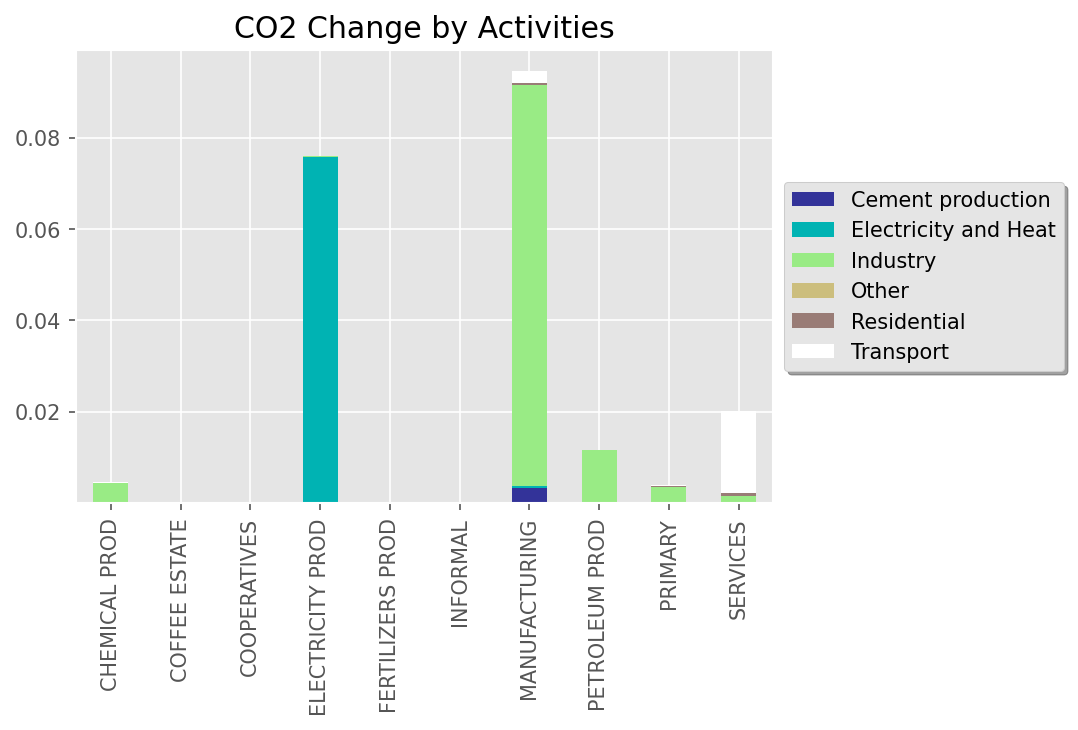 CO2 Change by Activities
0.08
0.06
0.04
0.02
Cement production
Electricity and Heat
Industry
Other
Residential
Transport
CHEMICAL PROD
COFFEE ESTATE
COOPERATIVES
ELECTRICITY PROD
FERTILIZERS PROD
INFORMAL
MANUFACTURING
PETROLEUM PROD
PRIMARY
SERVICES